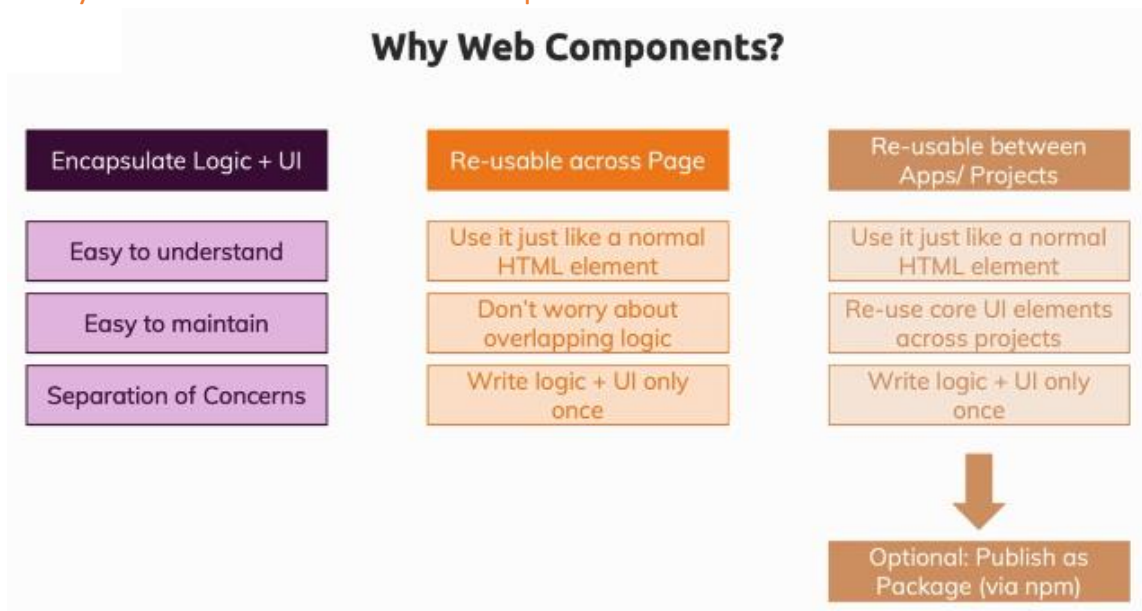 Why Web Components?
Encapsulate Logic + UI
Easy to understand
Easy to maintain
Separation of Concerns
Re-usable across Page
Use it just like a normal
HTML element
Don't worry about
overlapping logic
Write logic + UI only
once
Re-usable between
Apps/ Projects
Use it just like a normal
HTML element
Re-use core UI elements
across projects
Write logic + UI only
once
Optional: Publish as
Package (via npm)